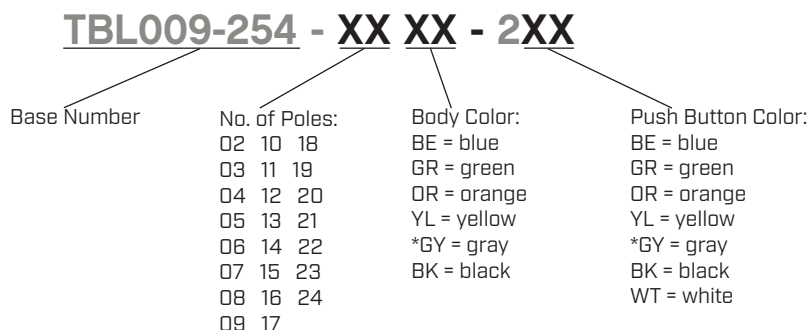 TBL009-254 - XX XX - 2XX
Base Number
No. of Poles:
02 10 18
03 11 19
04 12 20
05 13 21
06 14 22
07 15 23
08 16 24
09 17
Body Color:
BE = blue
GR = green
OR = orange
YL = yellow
*GY = gray
BK = black
Push Button Color:
BE = blue
GR = green
OR = orange
YL = yellow
*GY = gray
BK = black
WT = white